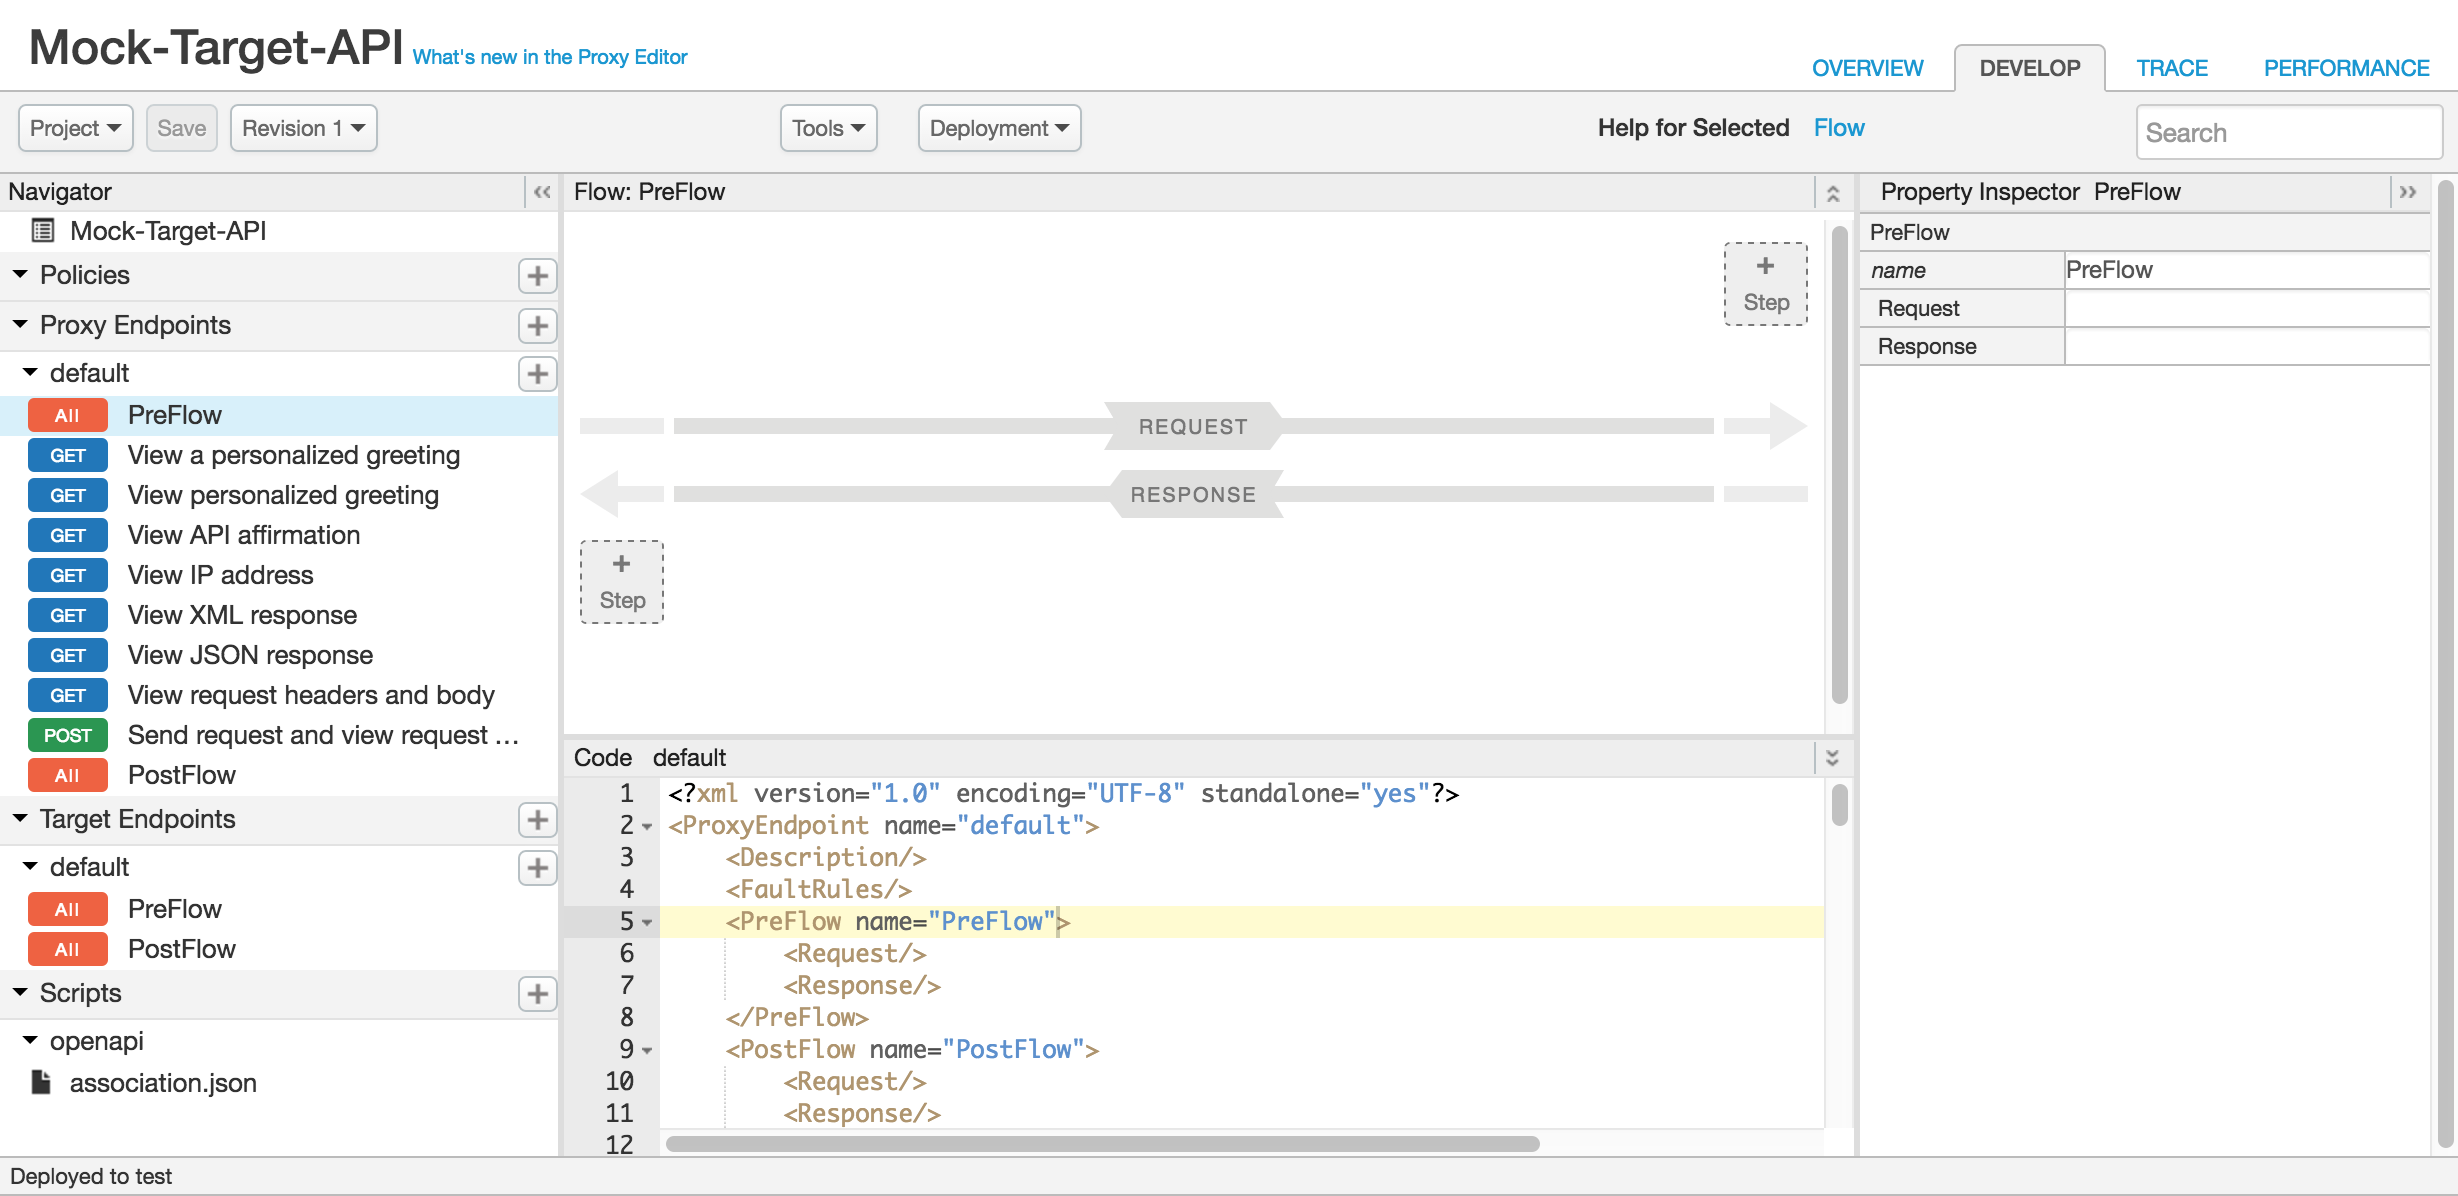 Mock-Target-API What's new in the Proxy Editor
OVERVIEW DEVELOP TRACE PERFORMANCE
Project Save Revision 1 Tools Deployment Help for Selected Flow Search
Navigator
Mock-Target-API
Policies
Proxy Endpoints
default
All PreFlow
GET View a personalized greeting
GET View personalized greeting
GET View API affirmation
GET View IP address
GET View XML response
GET View JSON response
GET View request headers and body
POST Send request and view request ...
All PostFlow
Target Endpoints
default
All PreFlow
All PostFlow
Scripts
openapi
association.json
Flow: PreFlow
+
Step
REQUEST
RESPONSE
+
Step
Code default
1 <?xml version="1.0" encoding="UTF-8" standalone="yes"?>
2 <ProxyEndpoint name="default">
3 <Description/>
4 <FaultRules/>
5 <PreFlow name="PreFlow">
6 <Request/>
7 <Response/>
8 </PreFlow>
9 <PostFlow name="PostFlow">
10 <Request/>
11 <Response/>
12
Property Inspector PreFlow
PreFlow
name PreFlow
Request
Response
Deployed to test